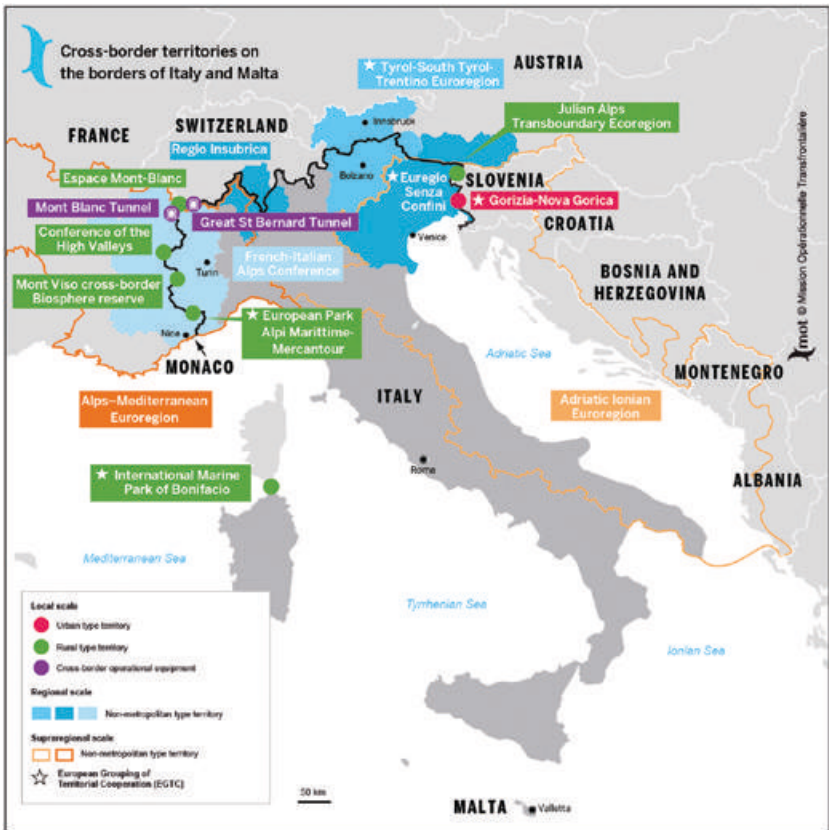 Cross-border territories on
the borders of Italy and Malta
★ Tyrol-South Tyrol-
Trentino Euroregion
AUSTRIA
Julian Alps
Transboundary Ecoregion
FRANCE
SWITZERLAND
Innsbruck
Regio Insubrica
Espace Mont-Blanc
Bolzano
★ Euregio
Senza
Confini
SLOVENIA
Mont Blanc Tunnel
★ Gorizia-Nova Gorica
Great St Bernard Tunnel
CROATIA
Conference of the
High Valleys
Venice
French-Italian
Alps Conference
Turin
BOSNIA AND
HERZEGOVINA
Mont Viso cross-border
Biosphere reserve
★ European Park
Alpi Marittime-
Mercantour
Nice
MONACO
Adriatic Sea
MONTENEGRO
mot © Mission Opérationnelle Transfrontalière
ITALY
Alps–Mediterranean
Euroregion
Adriatic Ionian
Euroregion
Rome
★ International Marine
Park of Bonifacio
ALBANIA
Mediterranean Sea
Tyrrhenian Sea
Ionian Sea
Local scale
Urban type territory
Rural type territory
Cross-border operational equipment
Regional scale
Non-metropolitan type territory
Supraregional scale
Non-metropolitan type territory
☆ European Grouping of
Territorial Cooperation (EGTC)
50 km
MALTA
Valletta